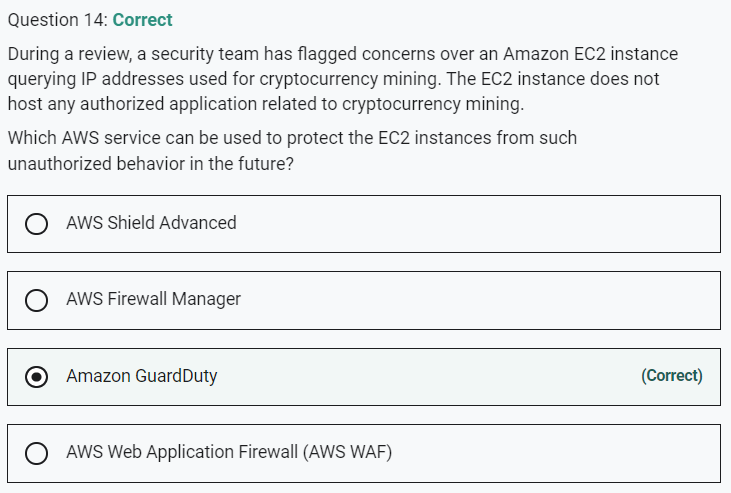 Question 14: Correct
During a review, a security team has flagged concerns over an Amazon EC2 instance
querying IP addresses used for cryptocurrency mining. The EC2 instance does not
host any authorized application related to cryptocurrency mining.
Which AWS service can be used to protect the EC2 instances from such
unauthorized behavior in the future?
AWS Shield Advanced
AWS Firewall Manager
Amazon GuardDuty (Correct)
AWS Web Application Firewall (AWS WAF)